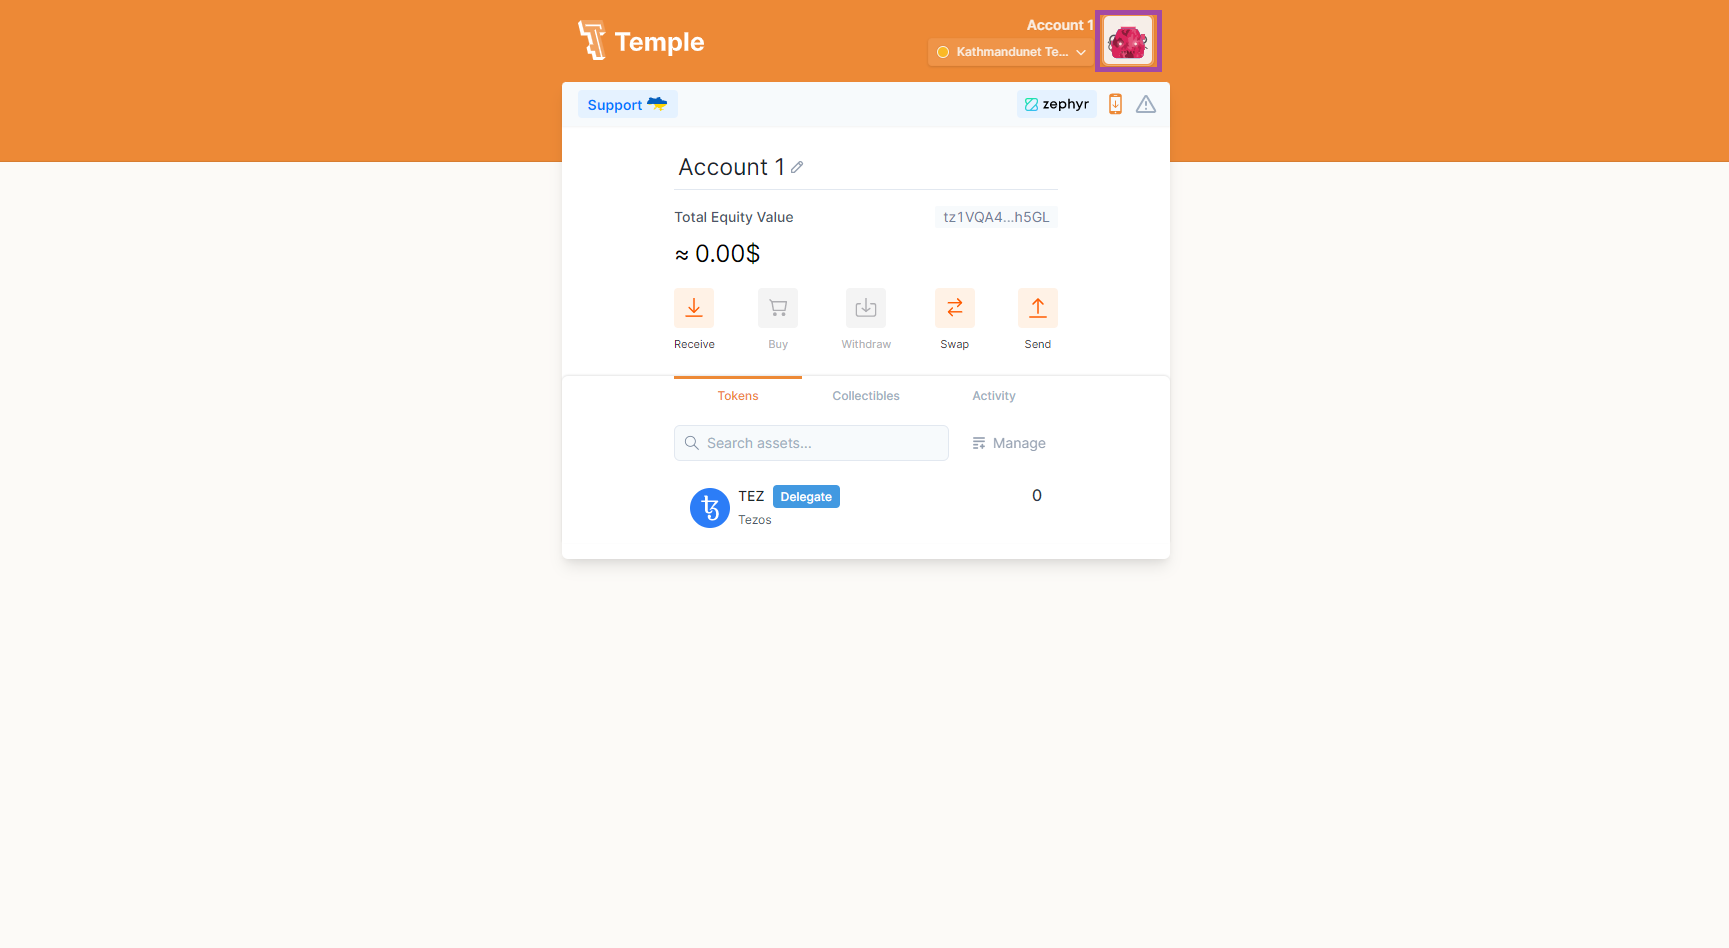 Temple
Account 1
Kathmandunet Te...
Support
zephyr
Account 1
Total Equity Value
tz1VQA4...h5GL
≈ 0.00$
Receive
Buy
Withdraw
Swap
Send
Tokens
Collectibles
Activity
Search assets...
Manage
TEZ
Delegate
0
Tezos